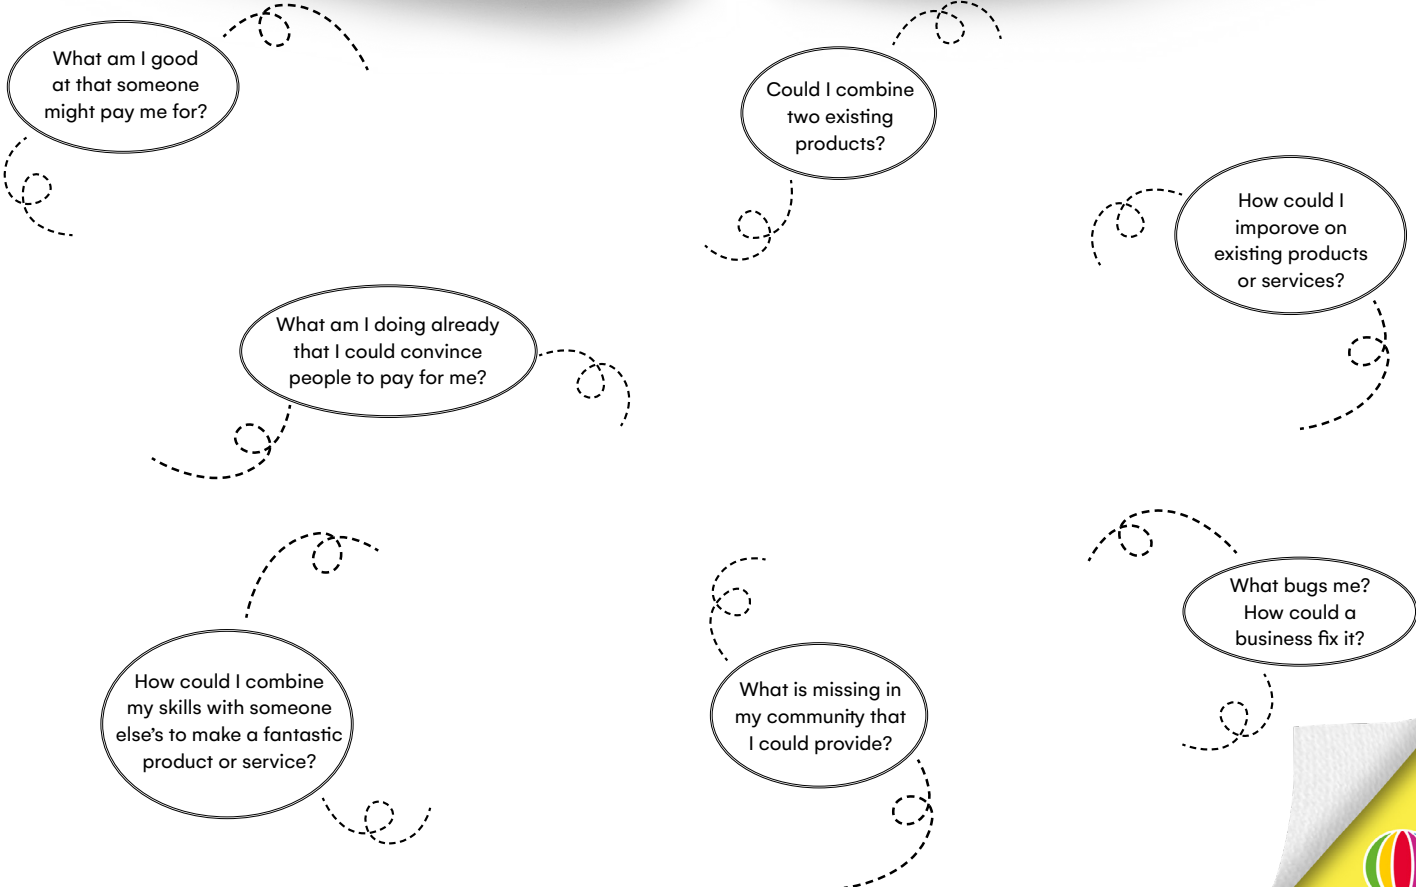 What am I good
at that someone
might pay me for?
Could I combine
two existing
products?
How could I
imporove on
existing products
or services?
What am I doing already
that I could convince
people to pay for me?
What bugs me?
How could a
business fix it?
How could I combine
my skills with someone
else's to make a fantastic
product or service?
What is missing in
my community that
I could provide?